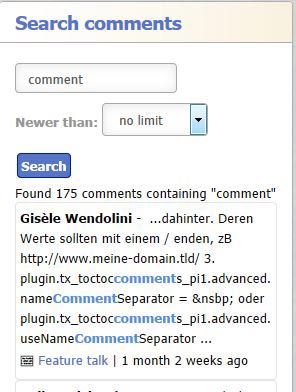 Search comments
comment
Newer than: no limit
Search
Found 175 comments containing "comment"
Gisèle Wendolini - ...dahinter. Deren
Werte sollten mit einem / enden, zB
http://www.meine-domain.tld/ 3.
plugin.tx_toctoccomments_pi1.advanced.
nameCommentSeparator = &nbsp; oder
plugin.tx_toctoccomments_pi1.advanced.
useNameCommentSeparator ...
Feature talk | 1 month 2 weeks ago